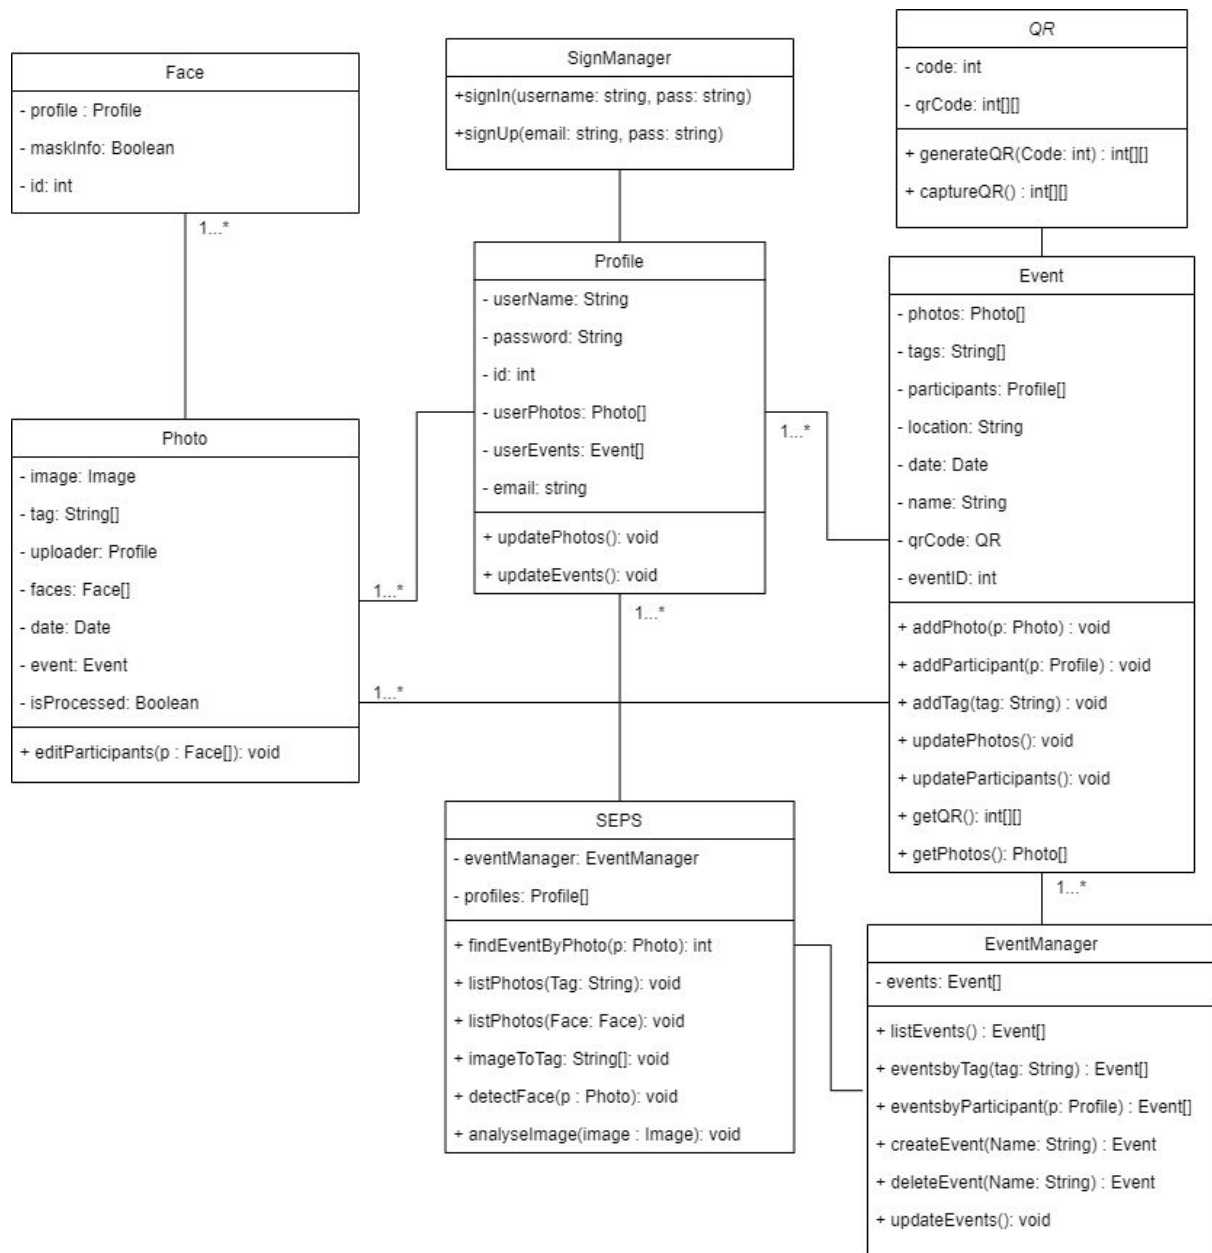 Face
- profile : Profile
- maskInfo: Boolean
- id: int
1...*
SignManager
+signIn(username: string, pass: string)
+signUp(email: string, pass: string)
QR
- code: int
- qrCode: int[][]
+ generateQR(Code: int) : int[][]
+ captureQR() : int[][]
Profile
- userName: String
- password: String
- id: int
- userPhotos: Photo[]
- userEvents: Event[]
- email: string
+ updatePhotos(): void
+ updateEvents(): void
1...*
1...*
Event
- photos: Photo[]
- tags: String[]
- participants: Profile[]
- location: String
- date: Date
- name: String
- qrCode: QR
- eventID: int
+ addPhoto(p: Photo) : void
+ addParticipant(p: Profile) : void
+ addTag(tag: String) : void
+ updatePhotos(): void
+ updateParticipants(): void
+ getQR(): int[][]
+ getPhotos(): Photo[]
1...*
Photo
- image: Image
- tag: String[]
- uploader: Profile
- faces: Face[]
- date: Date
- event: Event
- isProcessed: Boolean
+ editParticipants(p : Face[]): void
1...*
1...*
SEPS
- eventManager: EventManager
- profiles: Profile[]
+ findEventByPhoto(p: Photo): int
+ listPhotos(Tag: String): void
+ listPhotos(Face: Face): void
+ imageToTag: String[]: void
+ detectFace(p : Photo): void
+ analyseImage(image : Image): void
EventManager
- events: Event[]
+ listEvents() : Event[]
+ eventsbyTag(tag: String) : Event[]
+ eventsbyParticipant(p: Profile) : Event[]
+ createEvent(Name: String) : Event
+ deleteEvent(Name: String) : Event
+ updateEvents(): void